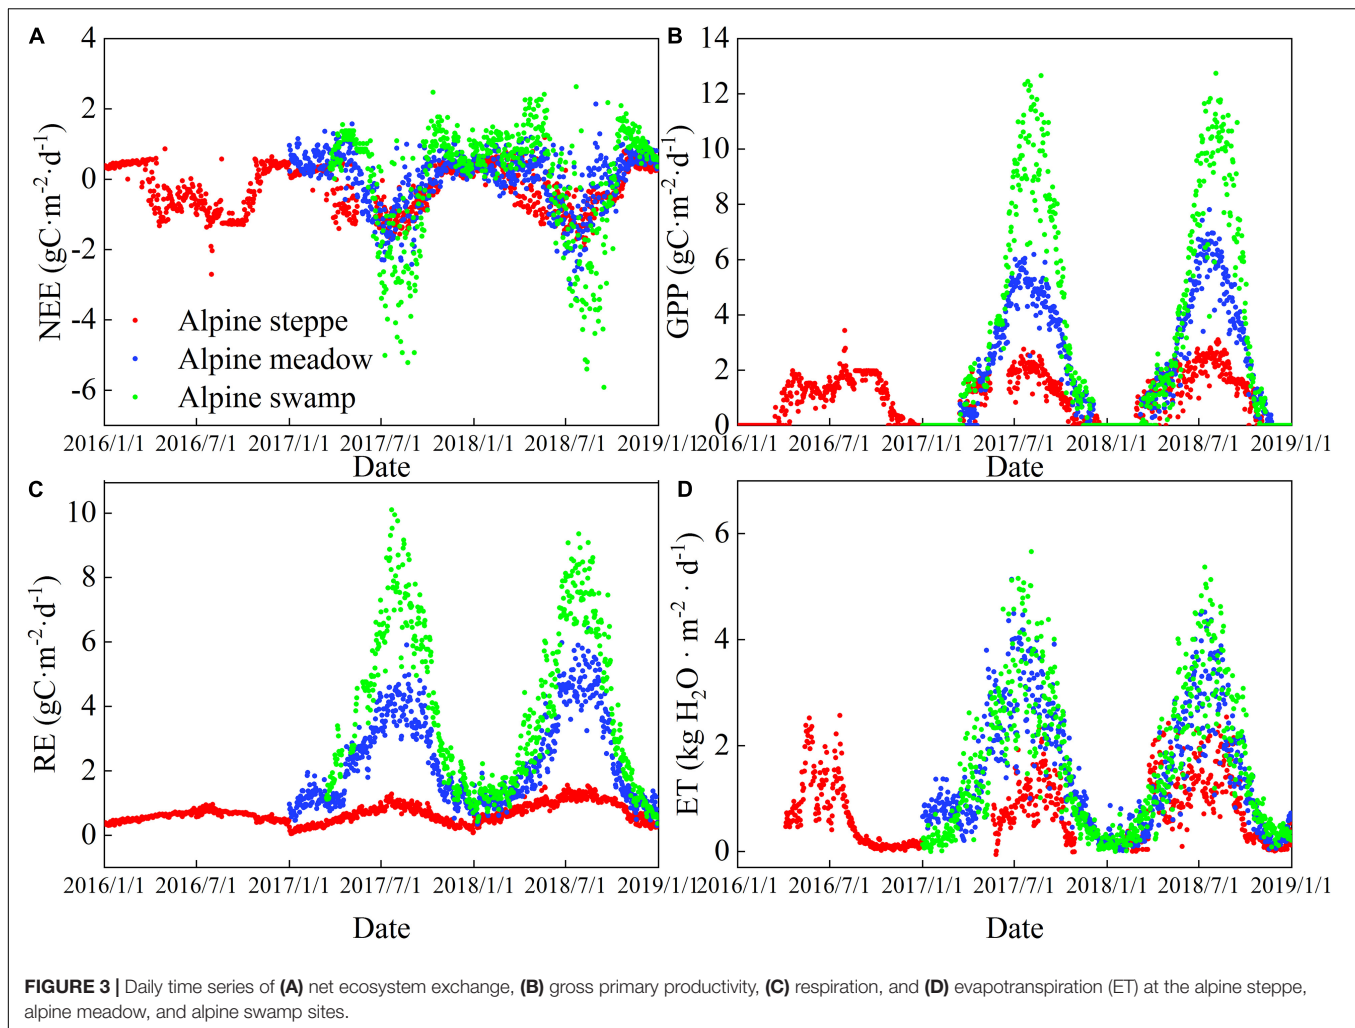 A
4
2
0
-2
-4
-6
NEE (gC·m⁻²·d⁻¹)
Alpine steppe
Alpine meadow
Alpine swamp
2016/1/1 2016/7/1 2017/1/1 2017/7/1 2018/1/1 2018/7/1 2019/1/1
Date
B
14
12
10
8
6
4
2
0
GPP (gC·m⁻²·d⁻¹)
2016/1/1 2016/7/1 2017/1/1 2017/7/1 2018/1/1 2018/7/1 2019/1/1
Date
C
10
8
6
4
2
0
RE (gC·m⁻²·d⁻¹)
2016/1/1 2016/7/1 2017/1/1 2017/7/1 2018/1/1 2018/7/1 2019/1/1
Date
D
6
4
2
0
ET (kg H₂O · m⁻² · d⁻¹)
2016/1/1 2016/7/1 2017/1/1 2017/7/1 2018/1/1 2018/7/1 2019/1/1
Date
FIGURE 3 | Daily time series of (A) net ecosystem exchange, (B) gross primary productivity, (C) respiration, and (D) evapotranspiration (ET) at the alpine steppe,
alpine meadow, and alpine swamp sites.